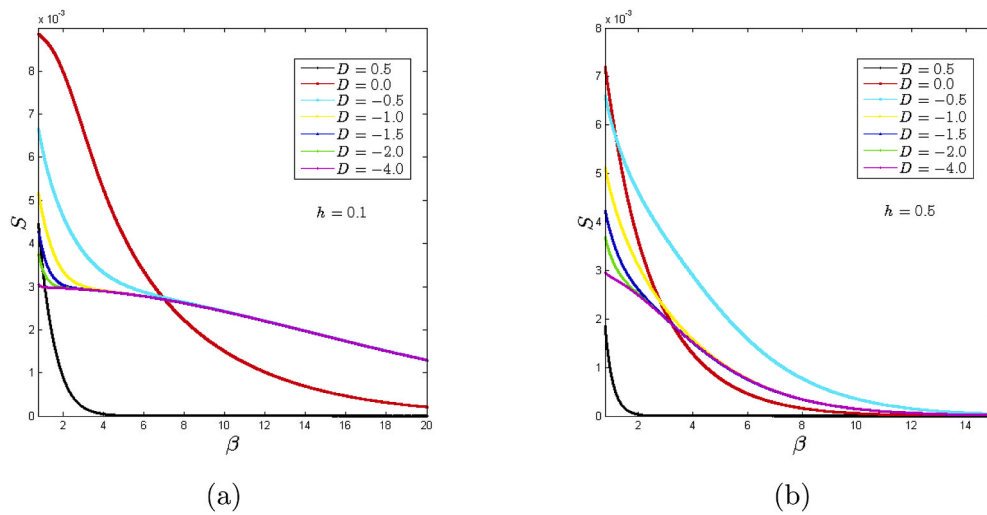 x 10⁻³
9
8
7
6
5
4
3
2
1
0
S
D = 0.5
D = 0.0
D = −0.5
D = −1.0
D = −1.5
D = −2.0
D = −4.0
h = 0.1
2 4 6 8 10 12 14 16 18 20
β
(a)
x 10⁻³
8
7
6
5
4
3
2
1
0
S
D = 0.5
D = 0.0
D = −0.5
D = −1.0
D = −1.5
D = −2.0
D = −4.0
h = 0.5
2 4 6 8 10 12 14
β
(b)